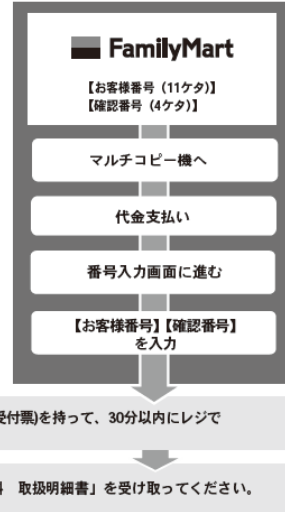 FamilyMart
【お客様番号（11ケタ）】
【確認番号（4ケタ）】
マルチコピー機へ
代金支払い
番号入力画面に進む
【お客様番号】【確認番号】
を入力
受付票)を持って、30分以内にレジで
取扱明細書」を受け取ってください。